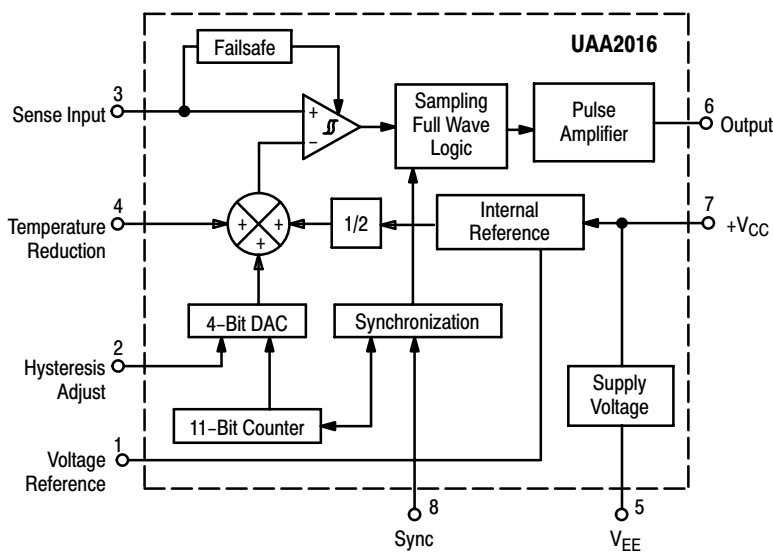 UAA2016
Failsafe
3
Sense Input
+
−
Sampling
Full Wave
Logic
Pulse
Amplifier
6
Output
4
Temperature
Reduction
+
+
+
1/2
Internal
Reference
7
+VCC
4–Bit DAC
Synchronization
2
Hysteresis
Adjust
Supply
Voltage
11–Bit Counter
1
Voltage
Reference
8
Sync
5
VEE